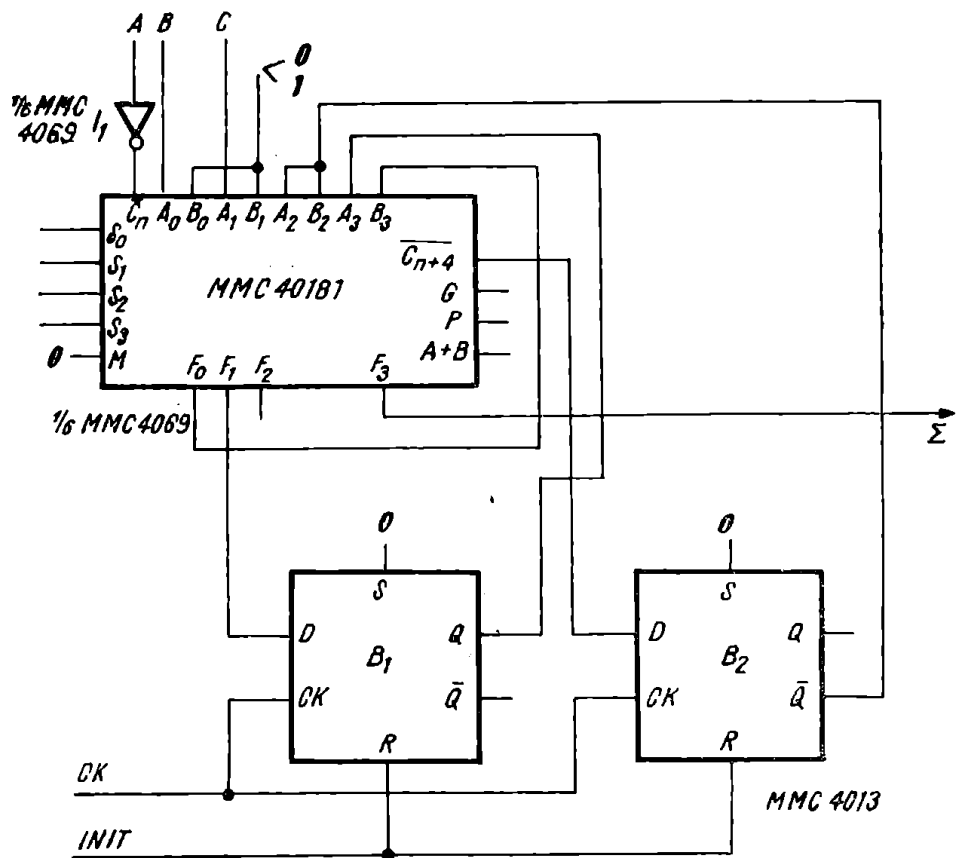 A B C
0
1
1/6 MMC
4069 I1
Cn A0 B0 A1 B1 A2 B2 A3 B3
S0
S1
S2
S3
0 M
MMC 40181
Cn+4
G
P
A+B
F0 F1 F2 F3
1/6 MMC4069
Σ
0 0
S S
D Q D Q
B1 B2
CK Q̄ CK Q̄
R R
CK
MMC 4013
INIT